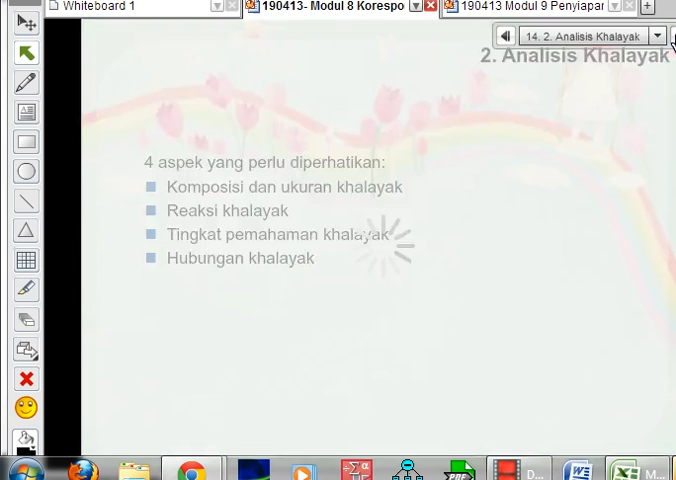 Whiteboard 1
190413- Modul 8 Korespo
190413 Modul 9 Penyiapar
14. 2. Analisis Khalayak
2. Analisis Khalayak
4 aspek yang perlu diperhatikan:
Komposisi dan ukuran khalayak
Reaksi khalayak
Tingkat pemahaman khalayak
Hubungan khalayak
D...
M...